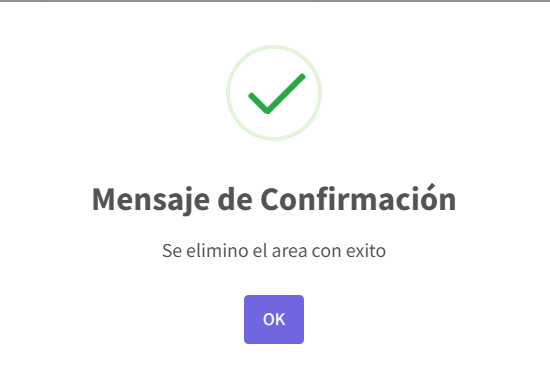 Mensaje de Confirmación
Se elimino el area con exito
OK